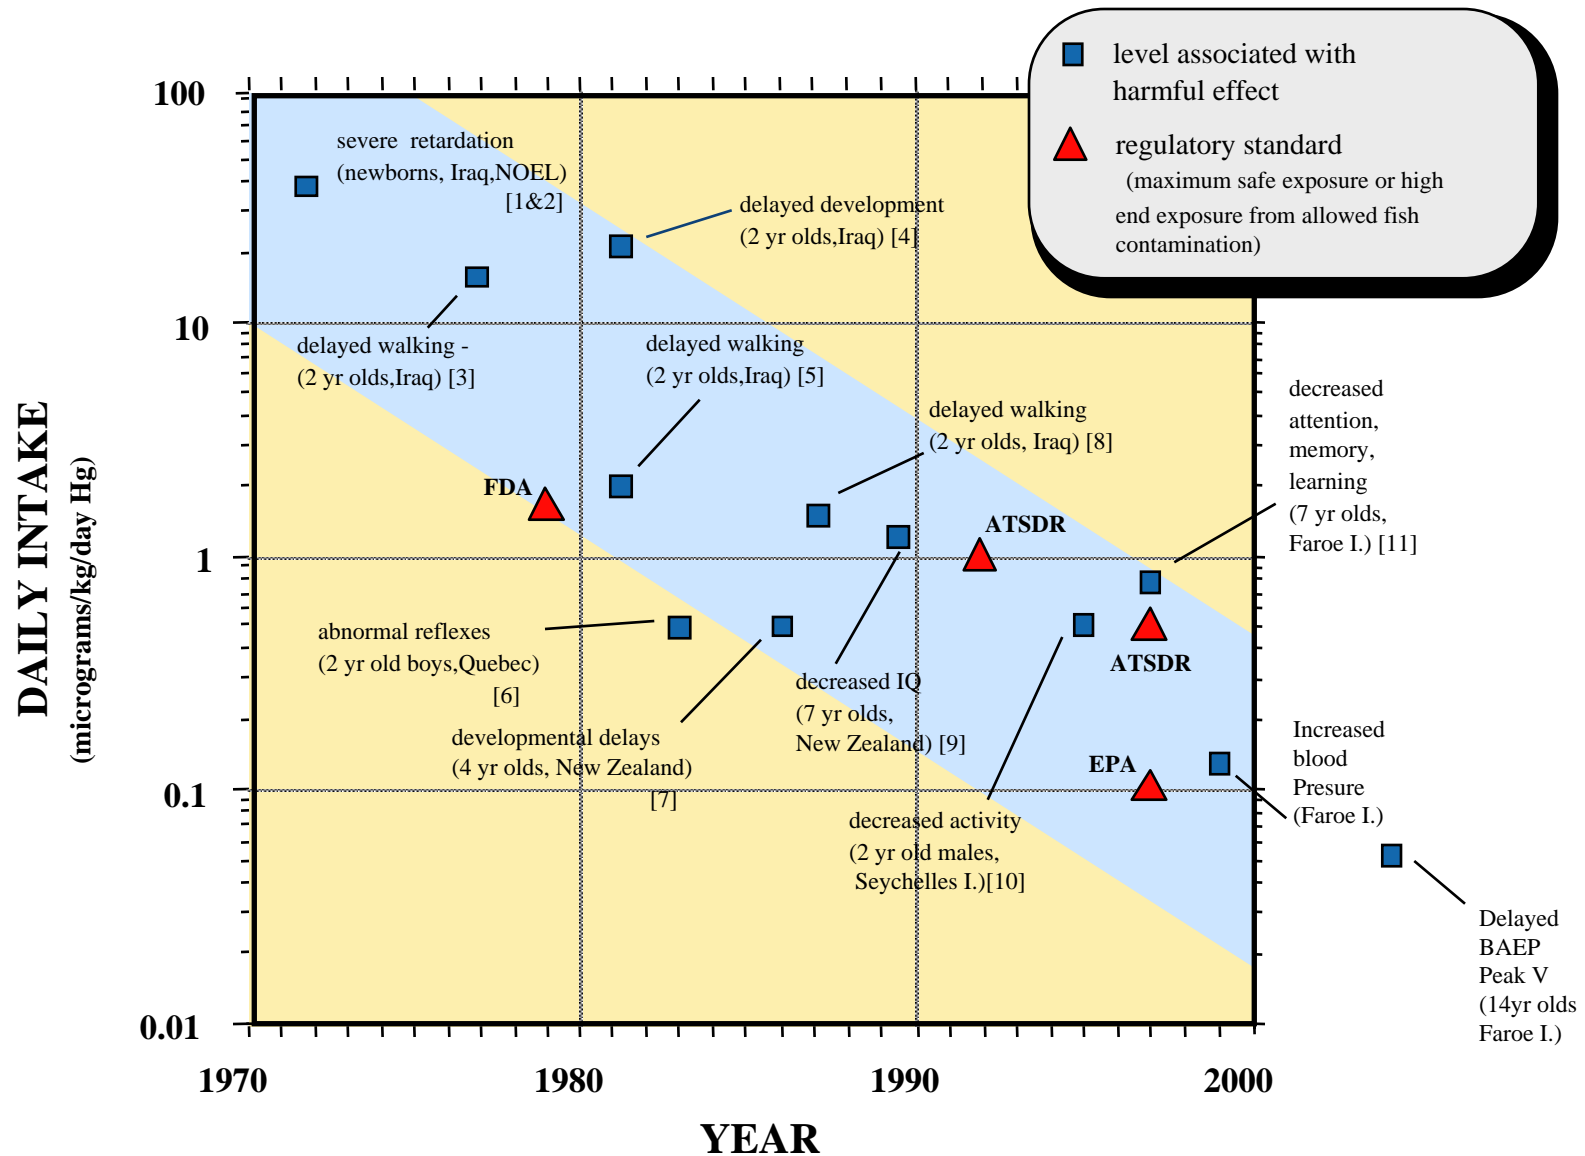 level associated with
harmful effect
regulatory standard
(maximum safe exposure or high
end exposure from allowed fish
contamination)
100
10
1
0.1
0.01
DAILY INTAKE
(micrograms/kg/day Hg)
severe retardation
(newborns, Iraq,NOEL)
[1&2]
delayed development
(2 yr olds,Iraq) [4]
delayed walking -
(2 yr olds,Iraq) [3]
delayed walking
(2 yr olds,Iraq) [5]
delayed walking
(2 yr olds, Iraq) [8]
decreased
attention,
memory,
learning
(7 yr olds,
Faroe I.) [11]
FDA
ATSDR
abnormal reflexes
(2 yr old boys,Quebec)
[6]
developmental delays
(4 yr olds, New Zealand)
[7]
decreased IQ
(7 yr olds,
New Zealand) [9]
ATSDR
EPA
decreased activity
(2 yr old males,
Seychelles I.)[10]
Increased
blood
Presure
(Faroe I.)
Delayed
BAEP
Peak V
(14yr olds
Faroe I.)
1970
1980
1990
2000
YEAR